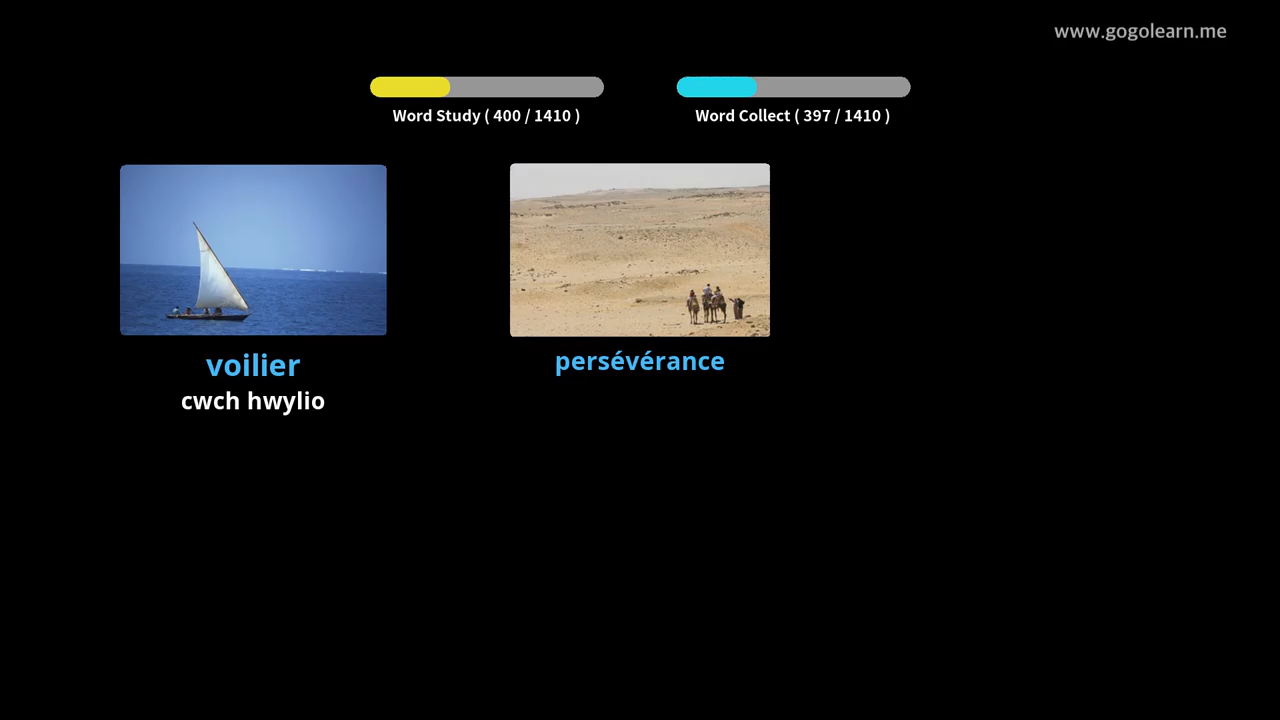 www.gogolearn.me
Word Study ( 400 / 1410 )
Word Collect ( 397 / 1410 )
voilier
cwch hwylio
persévérance